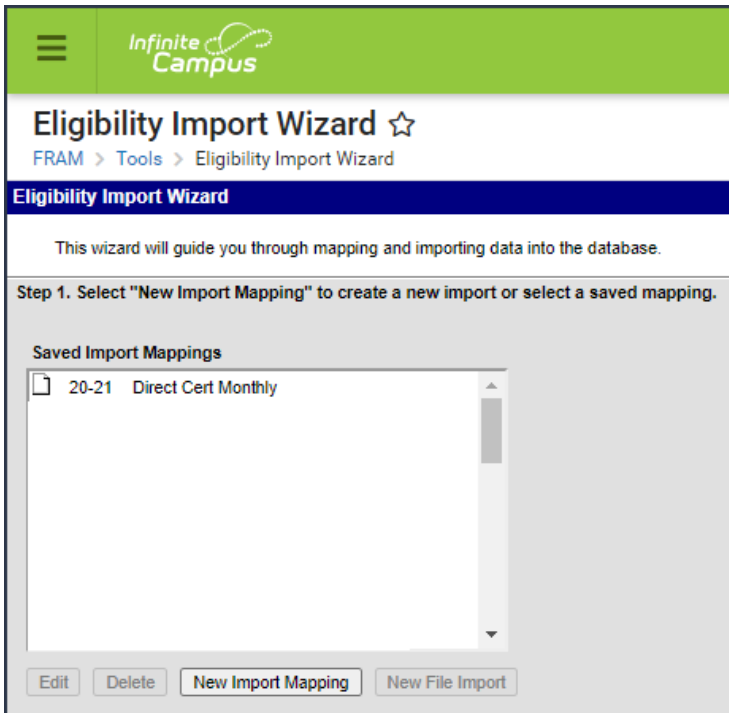 Infinite
Campus
Eligibility Import Wizard
FRAM > Tools > Eligibility Import Wizard
Eligibility Import Wizard
This wizard will guide you through mapping and importing data into the database.
Step 1. Select "New Import Mapping" to create a new import or select a saved mapping.
Saved Import Mappings
20-21 Direct Cert Monthly
Edit Delete New Import Mapping New File Import